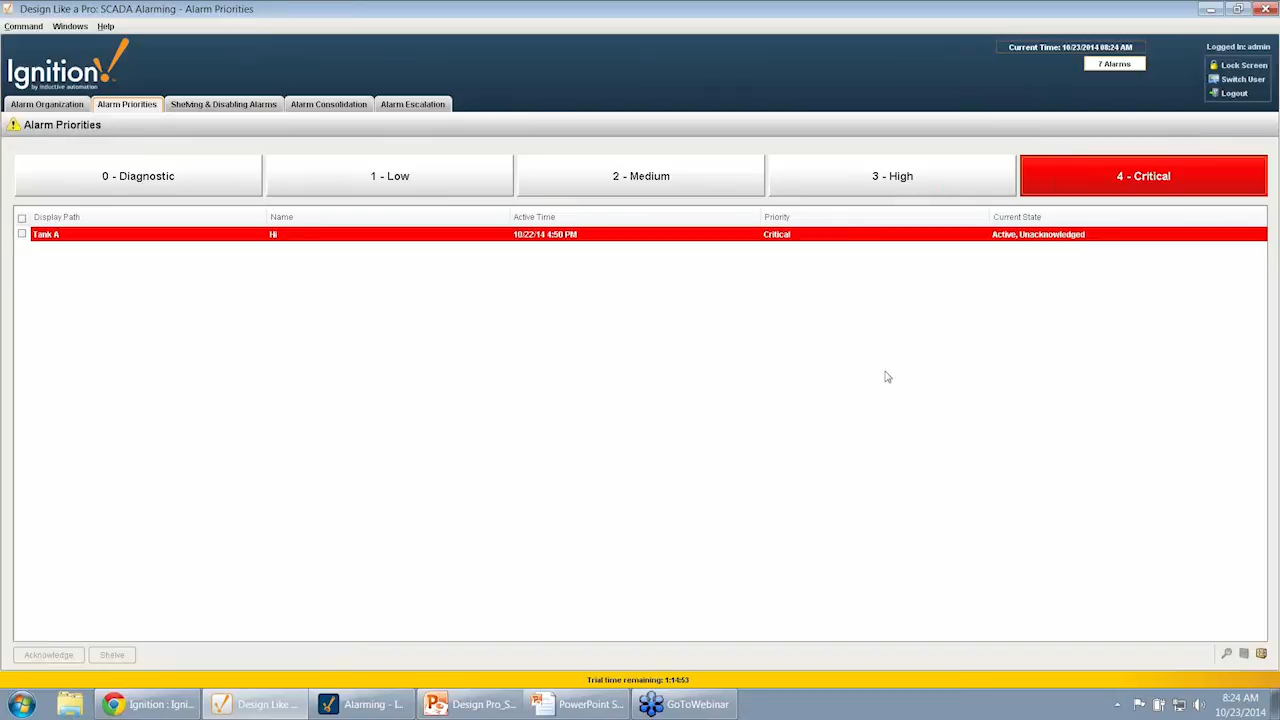 Design Like a Pro: SCADA Alarming - Alarm Priorities
Command Windows Help
Ignition!
by inductive automation
Current Time: 10/23/2014 08:24 AM
7 Alarms
Logged In: admin
Lock Screen
Switch User
Logout
Alarm Organization Alarm Priorities Shelving & Disabling Alarms Alarm Consolidation Alarm Escalation
Alarm Priorities
0 - Diagnostic 1 - Low 2 - Medium 3 - High 4 - Critical
Display Path Name Active Time Priority Current State
Tank A Hi 10/22/14 4:50 PM Critical Active, Unacknowledged
Acknowledge Shelve
Trial time remaining: 1:14:53
Ignition : Igni... Design Like ... Alarming - I... Design Pro_S... PowerPoint S... GoToWebinar
8:24 AM
10/23/2014